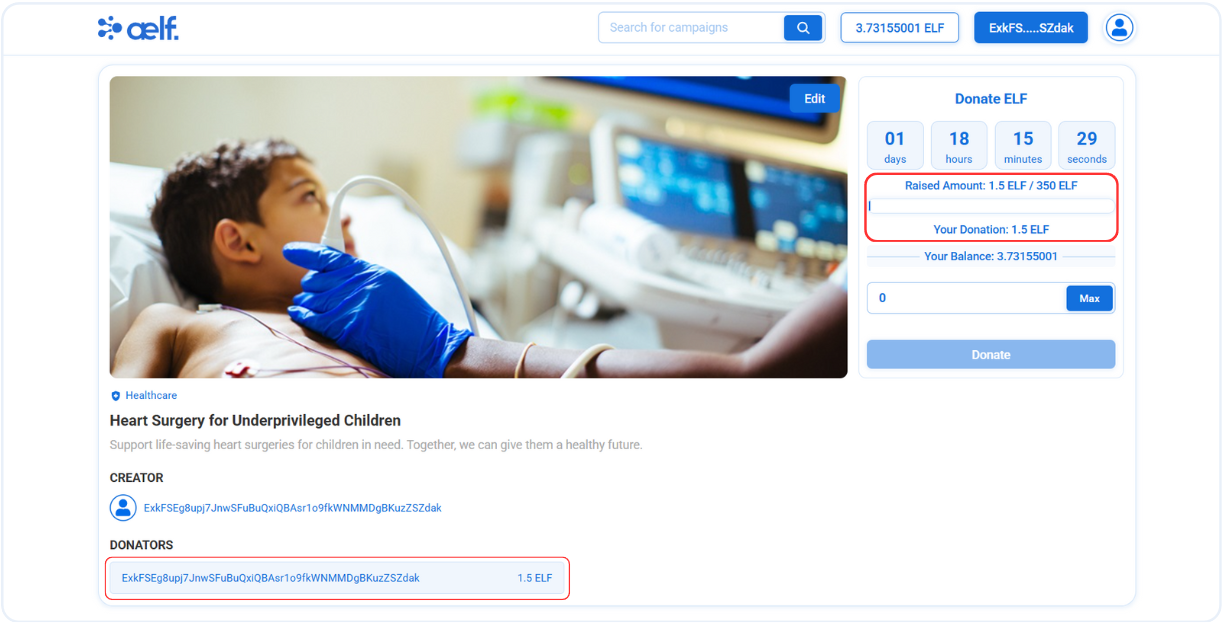 ælf.
Search for campaigns
3.73155001 ELF
ExkFS.....SZdak
Edit
Donate ELF
01 18 15 29
days hours minutes seconds
Raised Amount: 1.5 ELF / 350 ELF
Your Donation: 1.5 ELF
Your Balance: 3.73155001
0
Max
Donate
Healthcare
Heart Surgery for Underprivileged Children
Support life-saving heart surgeries for children in need. Together, we can give them a healthy future.
CREATOR
ExkFSEg8upj7JnwSFuBuQxiQBAsr1o9fkWNMMDgBKuzZSZdak
DONATORS
ExkFSEg8upj7JnwSFuBuQxiQBAsr1o9fkWNMMDgBKuzZSZdak 1.5 ELF